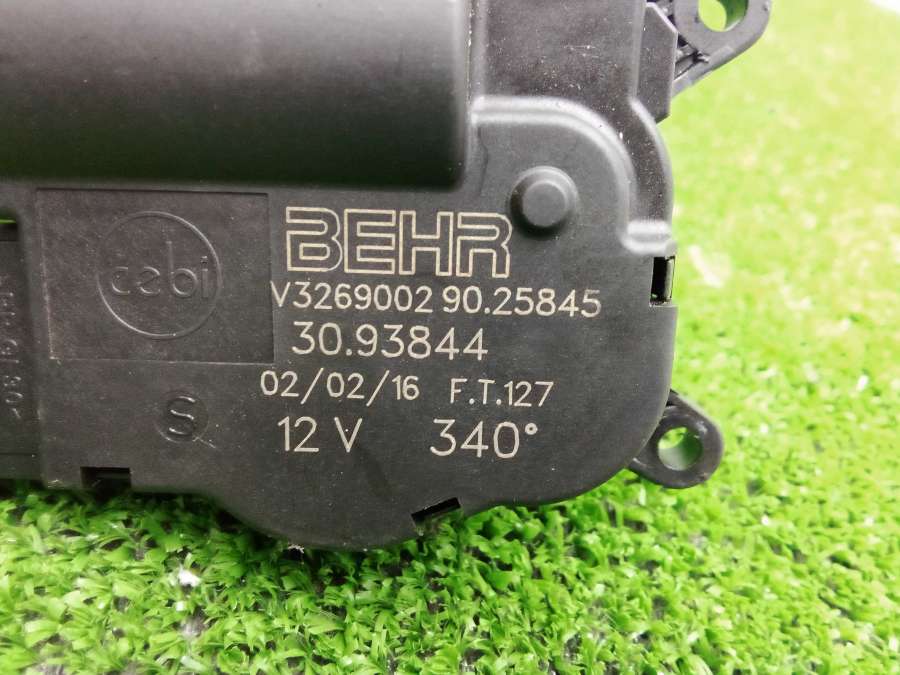 BEHR
cebi
V3269002 90.25845
30.93844
02/02/16 F.T.127
S
12 V 340°